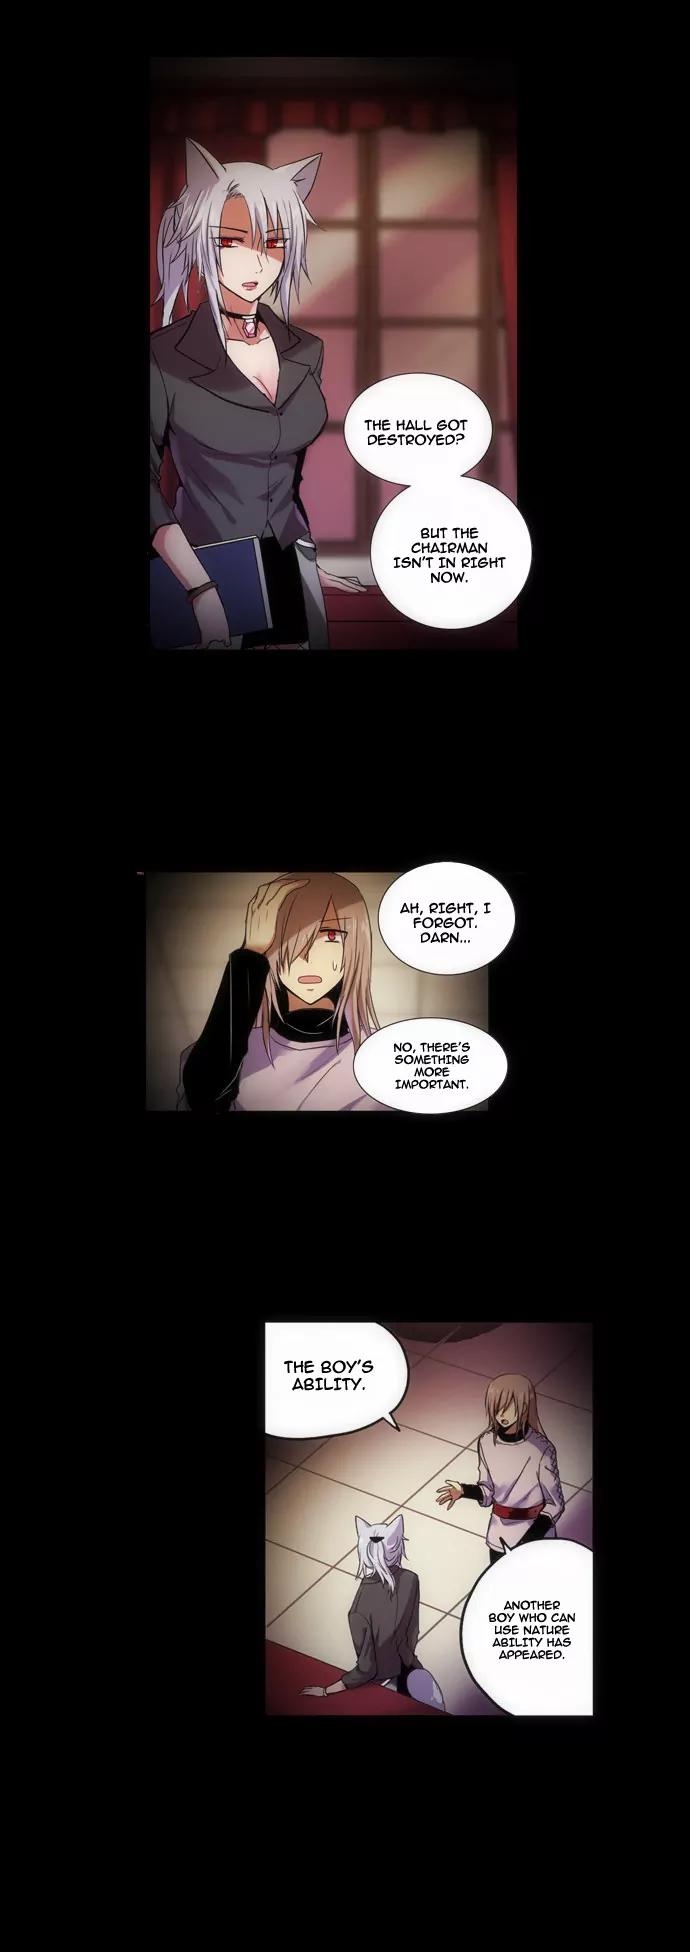 THE HALL GOT
DESTROYED?
BUT THE
CHAIRMAN
ISN'T IN RIGHT
NOW.
AH, RIGHT, I
FORGOT.
DARN...
NO, THERE'S
SOMETHING
MORE
IMPORTANT.
THE BOY'S
ABILITY.
ANOTHER
BOY WHO CAN
USE NATURE
ABILITY HAS
APPEARED.